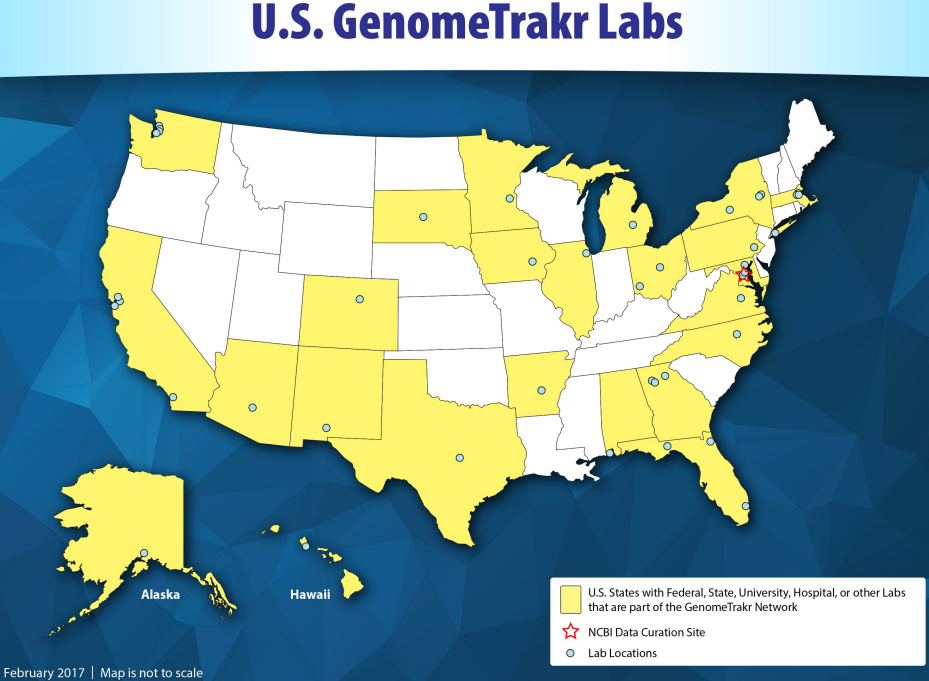 U.S. GenomeTrakr Labs
Alaska
Hawaii
U.S. States with Federal, State, University, Hospital, or other Labs
that are part of the GenomeTrakr Network
NCBI Data Curation Site
Lab Locations
February 2017 | Map is not to scale